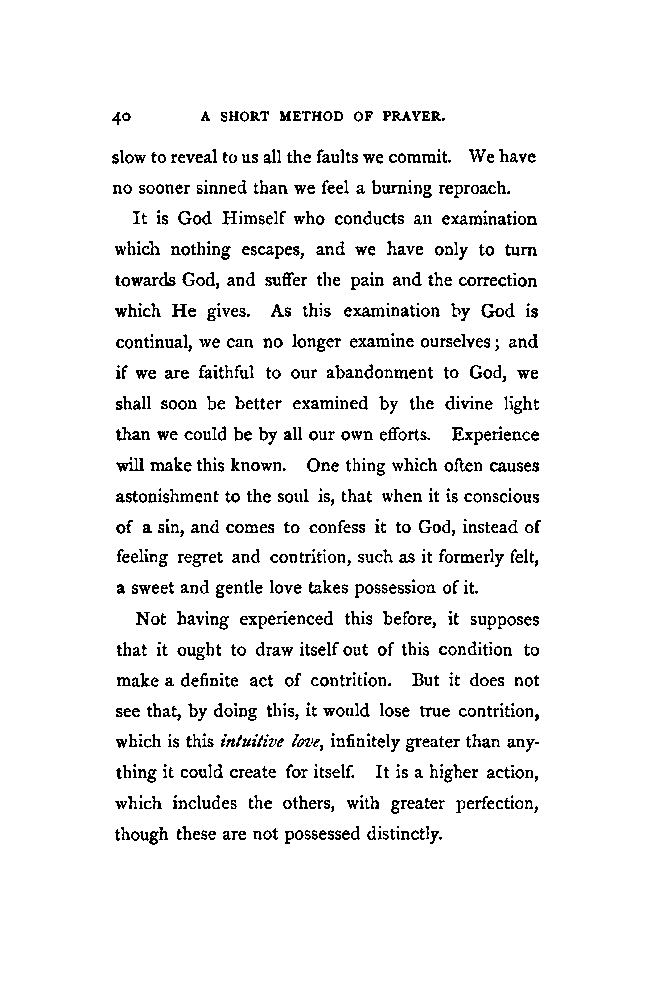 40 A SHORT METHOD OF PRAYER.
slow to reveal to us all the faults we commit. We have
no sooner sinned than we feel a burning reproach.
It is God Himself who conducts an examination
which nothing escapes, and we have only to turn
towards God, and suffer the pain and the correction
which He gives. As this examination by God is
continual, we can no longer examine ourselves; and
if we are faithful to our abandonment to God, we
shall soon be better examined by the divine light
than we could be by all our own efforts. Experience
will make this known. One thing which often causes
astonishment to the soul is, that when it is conscious
of a sin, and comes to confess it to God, instead of
feeling regret and contrition, such as it formerly felt,
a sweet and gentle love takes possession of it.
Not having experienced this before, it supposes
that it ought to draw itself out of this condition to
make a definite act of contrition. But it does not
see that, by doing this, it would lose true contrition,
which is this intuitive love, infinitely greater than any-
thing it could create for itself. It is a higher action,
which includes the others, with greater perfection,
though these are not possessed distinctly.